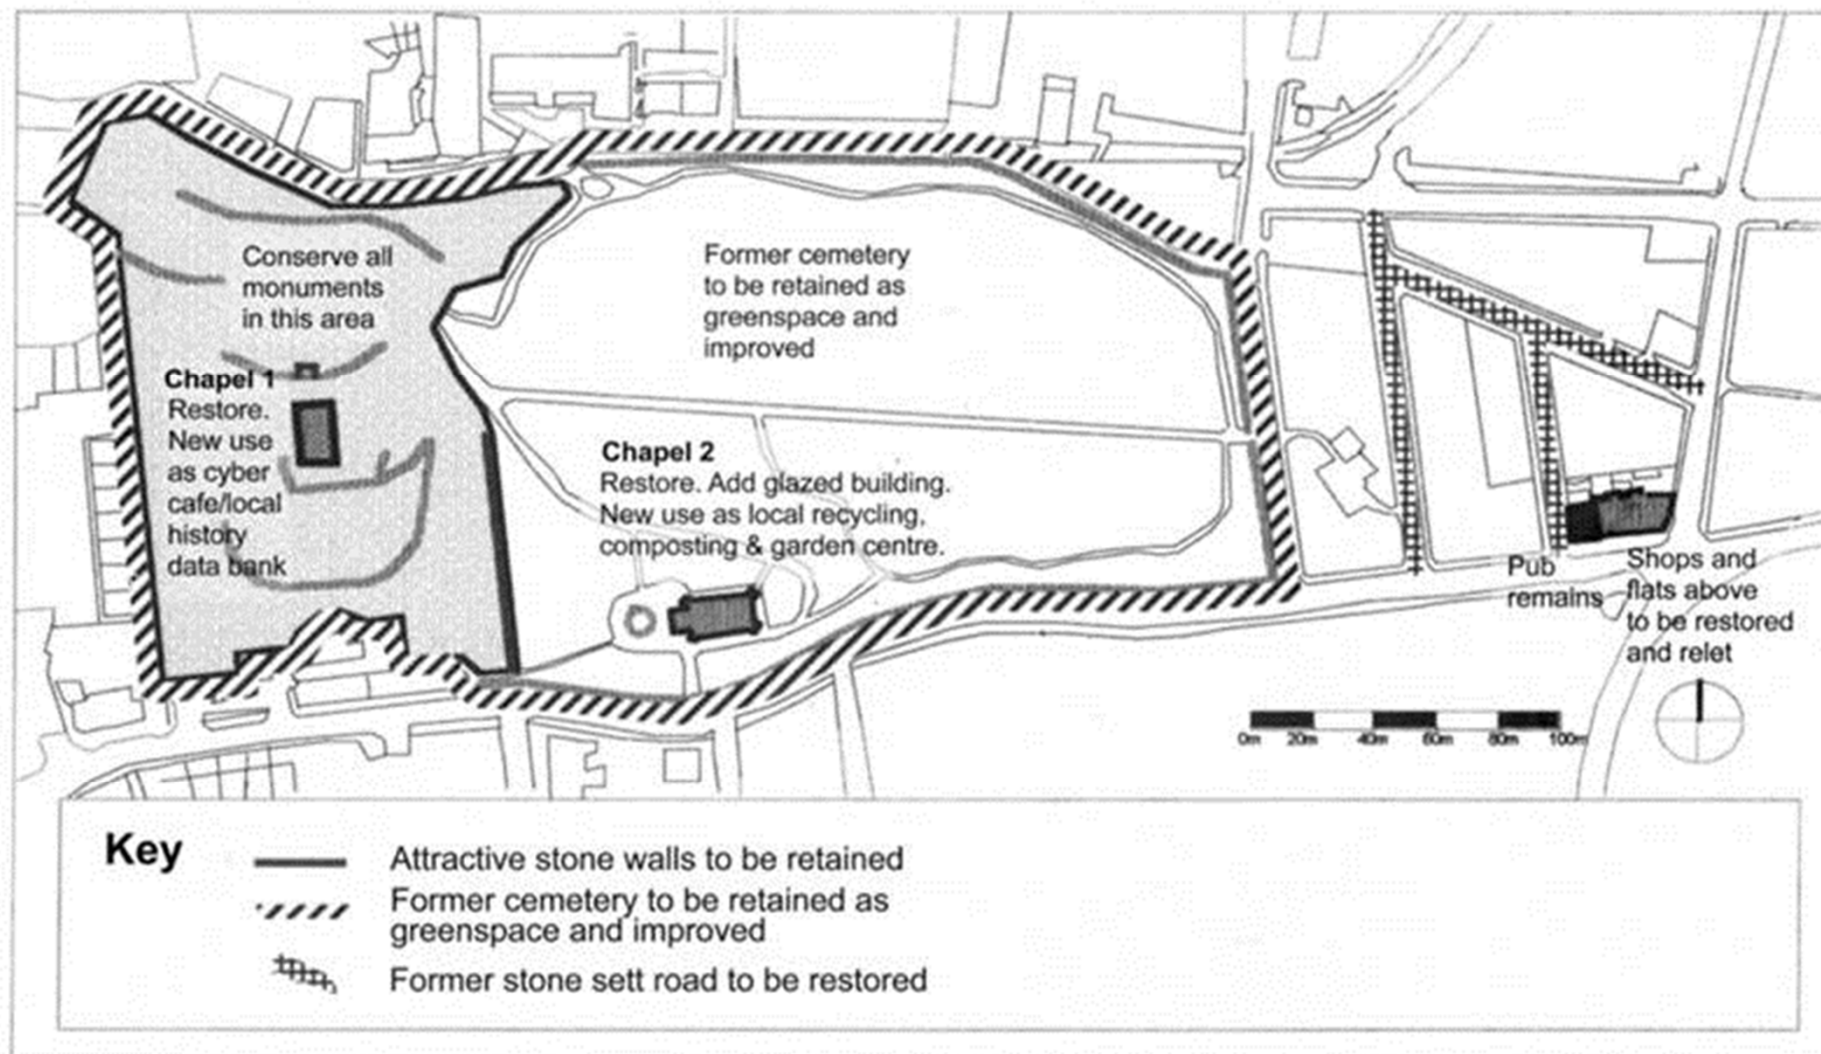 Conserve all
monuments
in this area
Former cemetery
to be retained as
greenspace and
improved
Chapel 1
Restore.
New use
as cyber
cafe/local
history
data bank
Chapel 2
Restore. Add glazed building.
New use as local recycling,
composting & garden centre.
Pub
remains
Shops and
flats above
to be restored
and relet
0m 20m 40m 60m 80m 100m
Key
Attractive stone walls to be retained
Former cemetery to be retained as
greenspace and improved
Former stone sett road to be restored